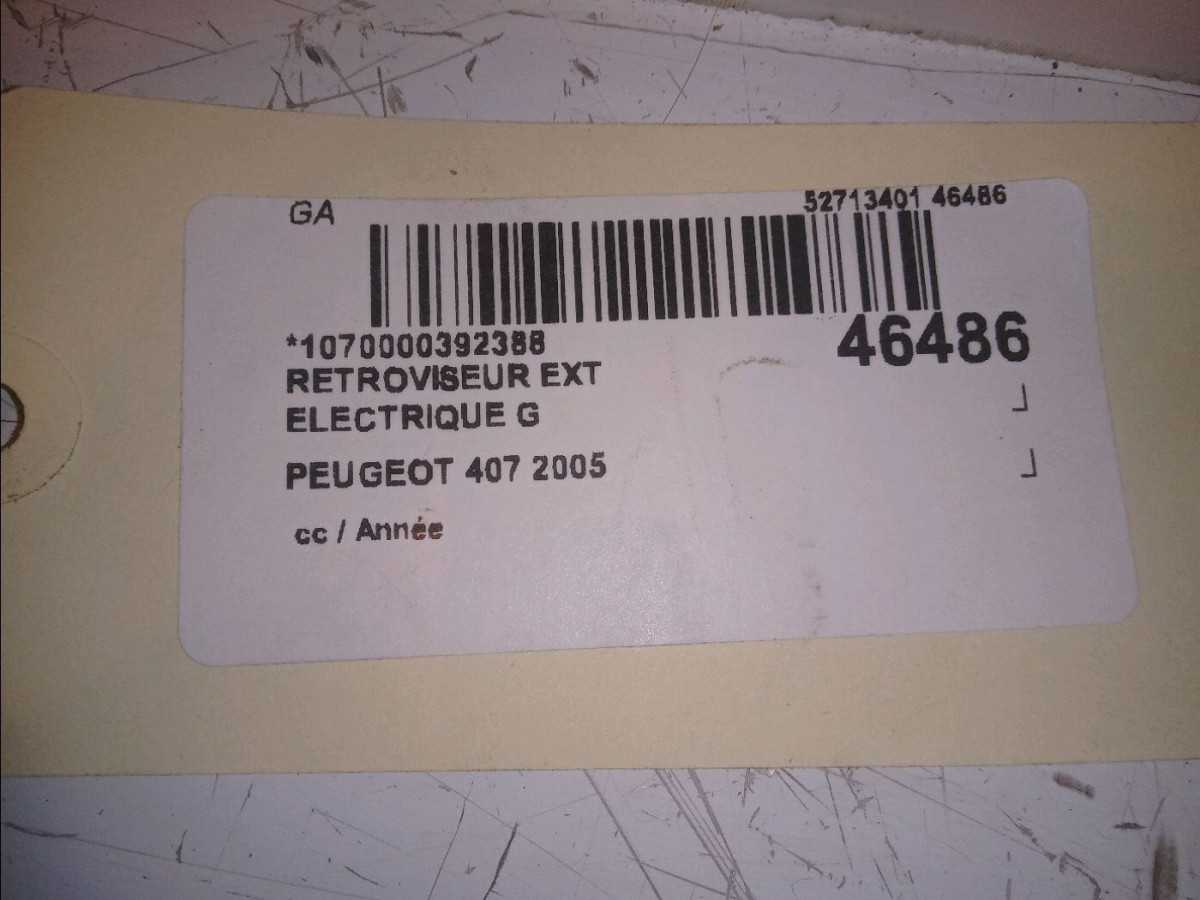 GA
52713401 46486
*1070000392388
46486
RETROVISEUR EXT
ELECTRIQUE G
PEUGEOT 407 2005
cc / Année